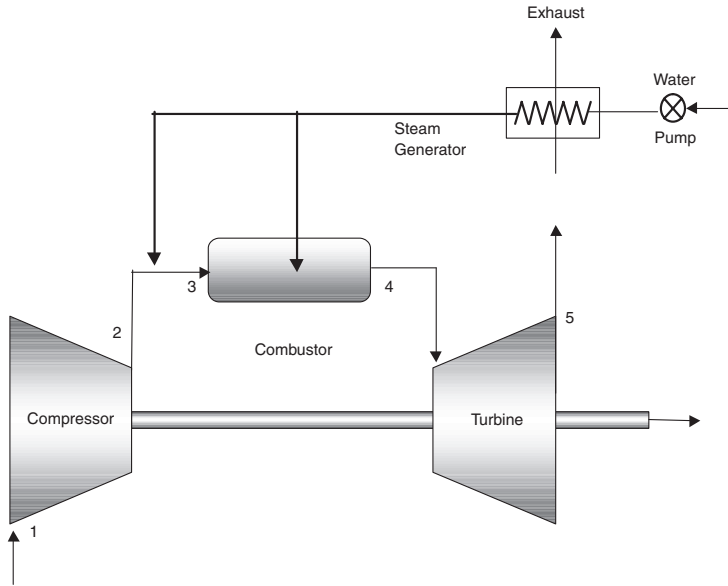 Exhaust
Water
Pump
Steam
Generator
3
4
2
5
Combustor
Compressor
Turbine
1